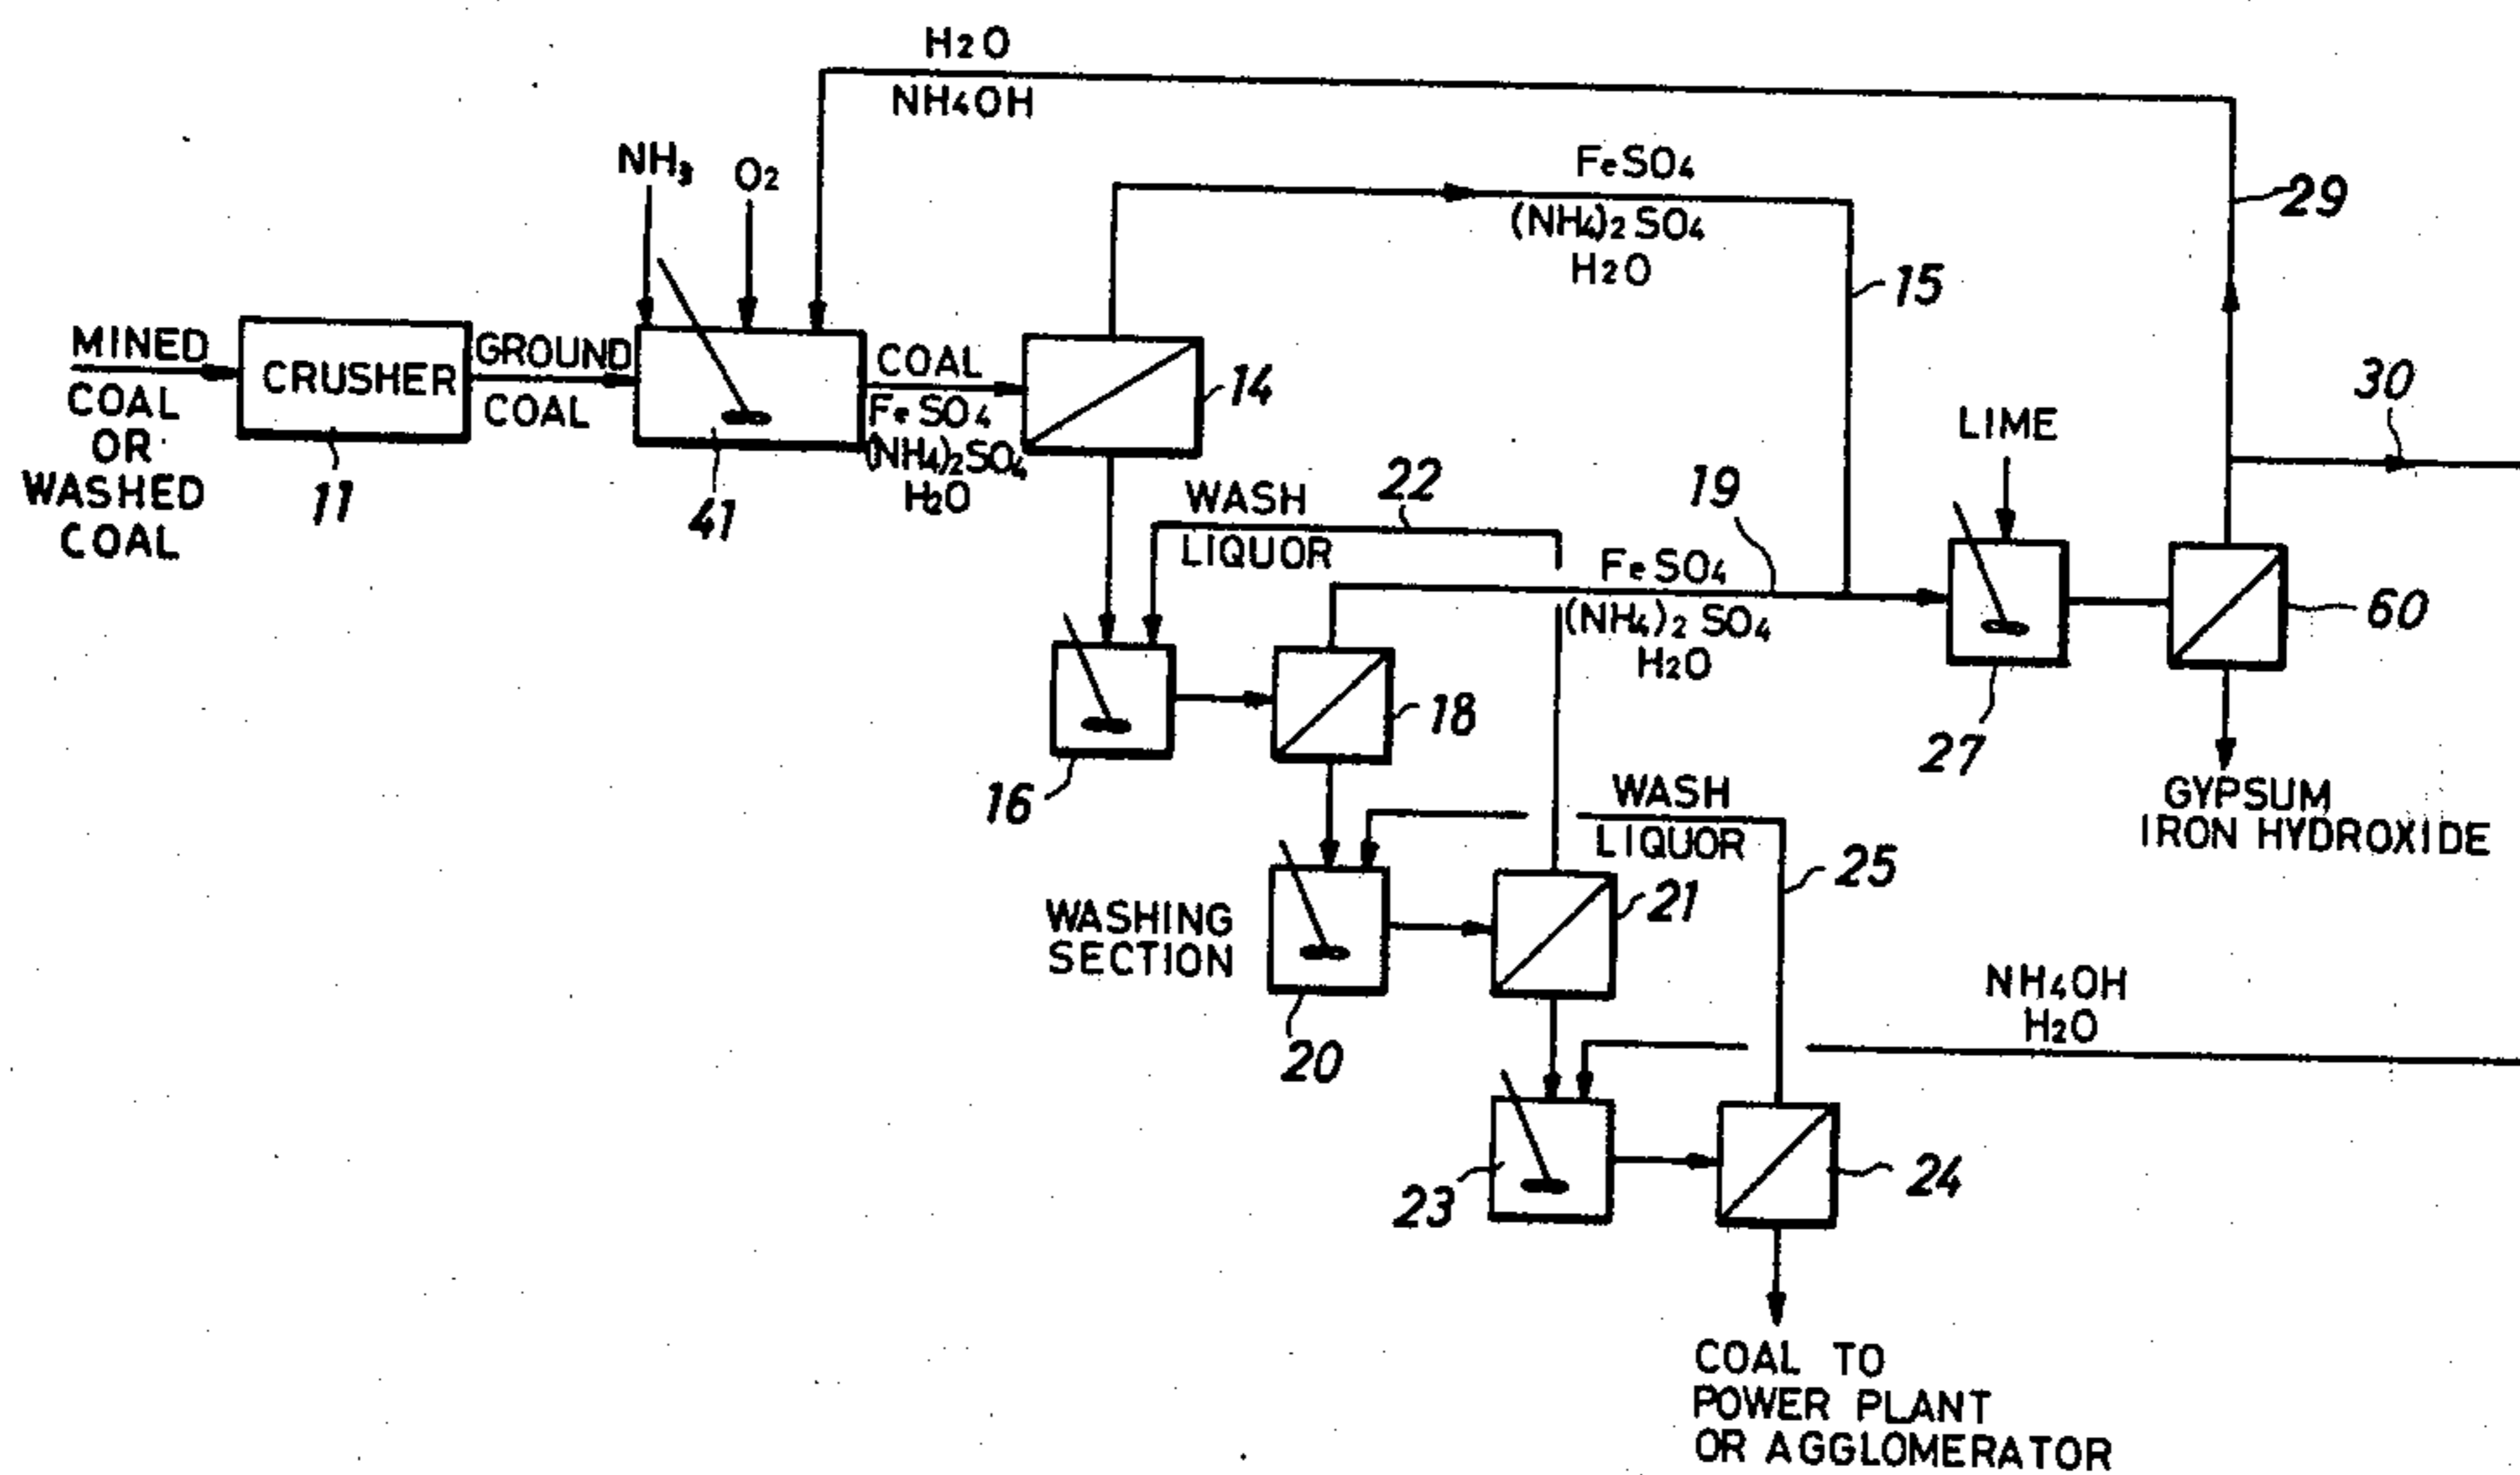 H2O
NH4OH
NH3
O2
FeSO4
(NH4)2SO4
H2O
29
15
MINED
COAL
OR
WASHED
COAL
CRUSHER
11
GROUND
COAL
41
COAL
FeSO4
(NH4)2SO4
H2O
14
30
LIME
WASH
LIQUOR
22
19
FeSO4
(NH4)2SO4
H2O
60
16
18
27
GYPSUM
IRON HYDROXIDE
WASH
LIQUOR
25
WASHING
SECTION
20
21
NH4OH
H2O
23
24
COAL TO
POWER PLANT
OR AGGLOMERATOR